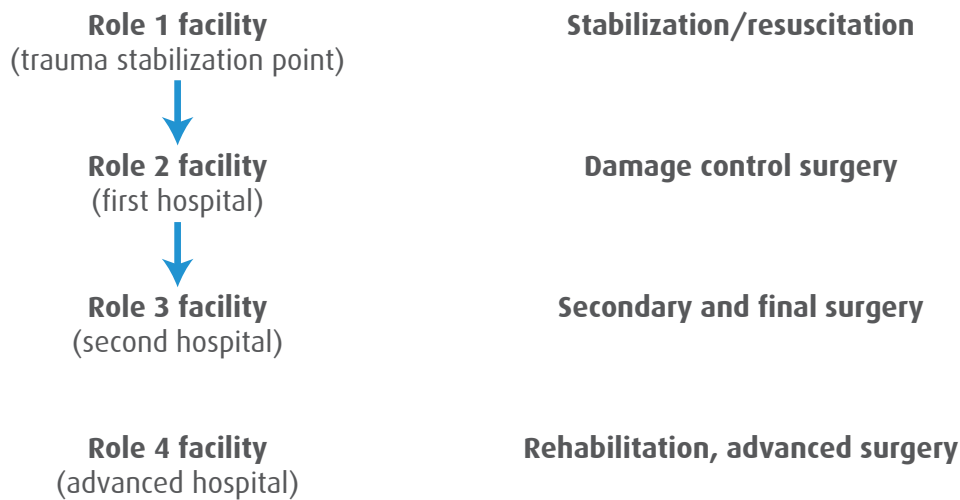 Role 1 facility
(trauma stabilization point)
Stabilization/resuscitation
Role 2 facility
(first hospital)
Damage control surgery
Role 3 facility
(second hospital)
Secondary and final surgery
Role 4 facility
(advanced hospital)
Rehabilitation, advanced surgery